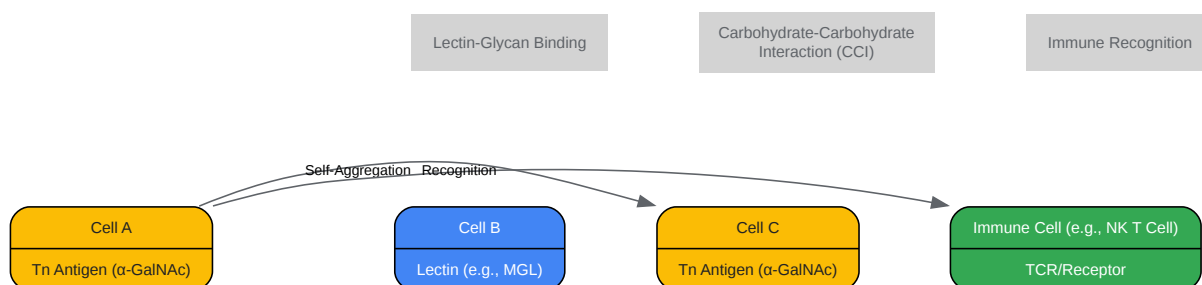 Lectin-Glycan Binding
Carbohydrate-Carbohydrate
Interaction (CCI)
Immune Recognition
Self-Aggregation
Recognition
Cell A
Tn Antigen (α-GalNAc)
Cell B
Lectin (e.g., MGL)
Cell C
Tn Antigen (α-GalNAc)
Immune Cell (e.g., NK T Cell)
TCR/Receptor